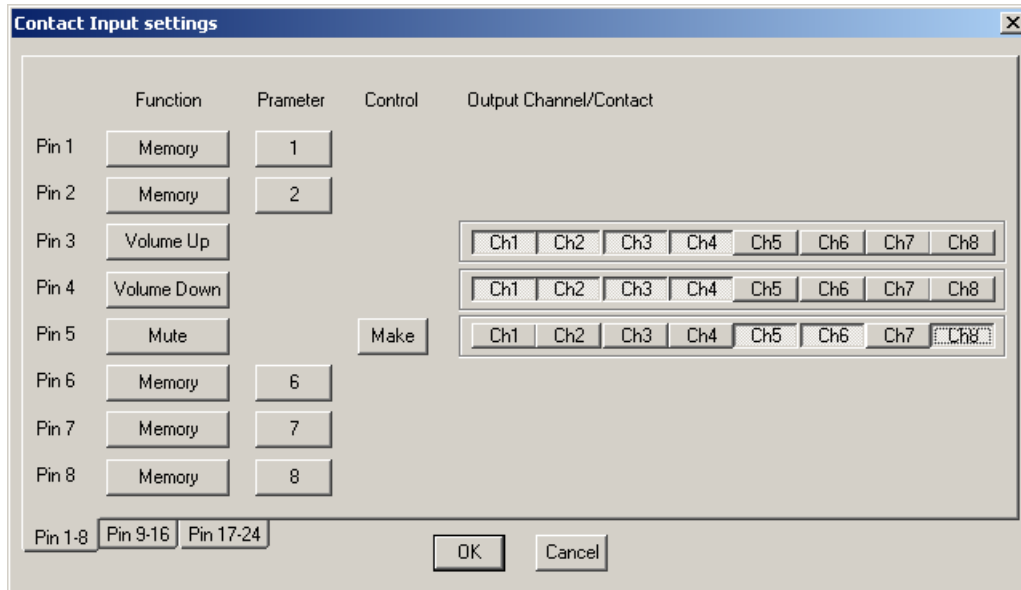 Contact Input settings
Function Prameter Control Output Channel/Contact
Pin 1 Memory 1
Pin 2 Memory 2
Pin 3 Volume Up Ch1 Ch2 Ch3 Ch4 Ch5 Ch6 Ch7 Ch8
Pin 4 Volume Down Ch1 Ch2 Ch3 Ch4 Ch5 Ch6 Ch7 Ch8
Pin 5 Mute Make Ch1 Ch2 Ch3 Ch4 Ch5 Ch6 Ch7 Ch8
Pin 6 Memory 6
Pin 7 Memory 7
Pin 8 Memory 8
Pin 1-8 Pin 9-16 Pin 17-24
OK Cancel